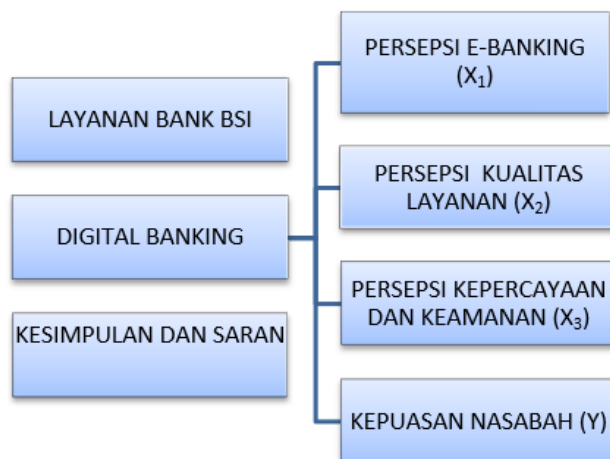 LAYANAN BANK BSI
DIGITAL BANKING
KESIMPULAN DAN SARAN
PERSEPSI E-BANKING
(X₁)
PERSEPSI KUALITAS
LAYANAN (X₂)
PERSEPSI KEPERCAYAAN
DAN KEAMANAN (X₃)
KEPUASAN NASABAH (Y)